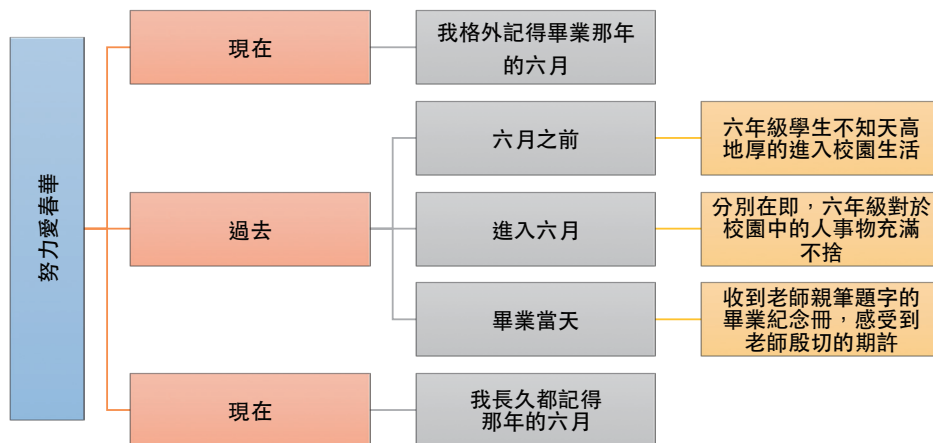 努力愛春華
現在
我格外記得畢業那年
的六月
過去
六月之前
六年級學生不知天高
地厚的進入校園生活
進入六月
分別在即，六年級對於
校園中的人事物充滿
不捨
畢業當天
收到老師親筆題字的
畢業紀念冊，感受到
老師殷切的期許
現在
我長久都記得
那年的六月